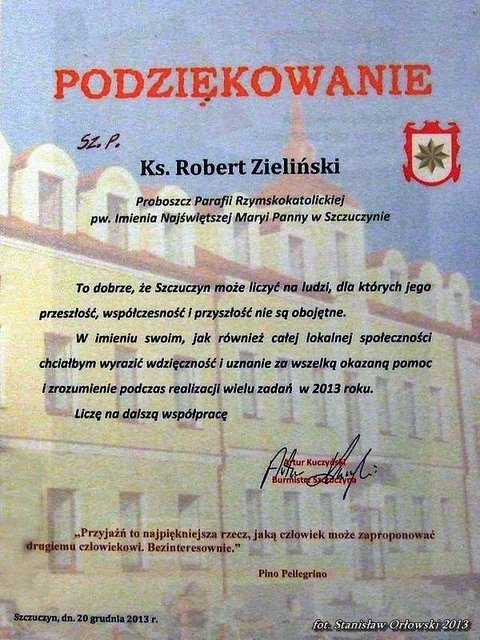 PODZIĘKOWANIE
Sz. P.
Ks. Robert Zieliński
Proboszcz Parafii Rzymskokatolickiej
pw. Imienia Najświętszej Maryi Panny w Szczuczynie
To dobrze, że Szczuczyn może liczyć na ludzi, dla których jego
przeszłość, współczesność i przyszłość nie są obojętne.
W imieniu swoim, jak również całej lokalnej społeczności
chciałbym wyrazić wdzięczność i uznanie za wszelką okazaną pomoc
i zrozumienie podczas realizacji wielu zadań w 2013 roku.
Liczę na dalszą współpracę
Artur Kuczyński
Burmistrz Szczuczyna
„Przyjaźń to najpiękniejsza rzecz, jaką człowiek może zaproponować
drugiemu człowiekowi. Bezinteresownie.”
Pino Pellegrino
Szczuczyn, dn. 20 grudnia 2013 r.
fot. Stanisław Orłowski 2013